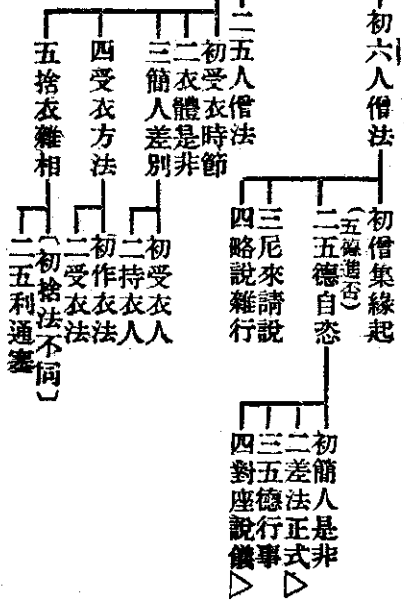 初六人僧法
初僧集緣起
(五德進否)
二五德自恣
三尼來請說
四略說雜行
初簡人是非
二差法正式
三五德行事
四對座說儀
二五人僧法
初受衣時節
二衣體是非
三簡人差別
四受衣方法
五捨衣雜相
初受衣人
二持衣人
初作衣法
二受衣法
〔初捨法不同〕
二五利通塞